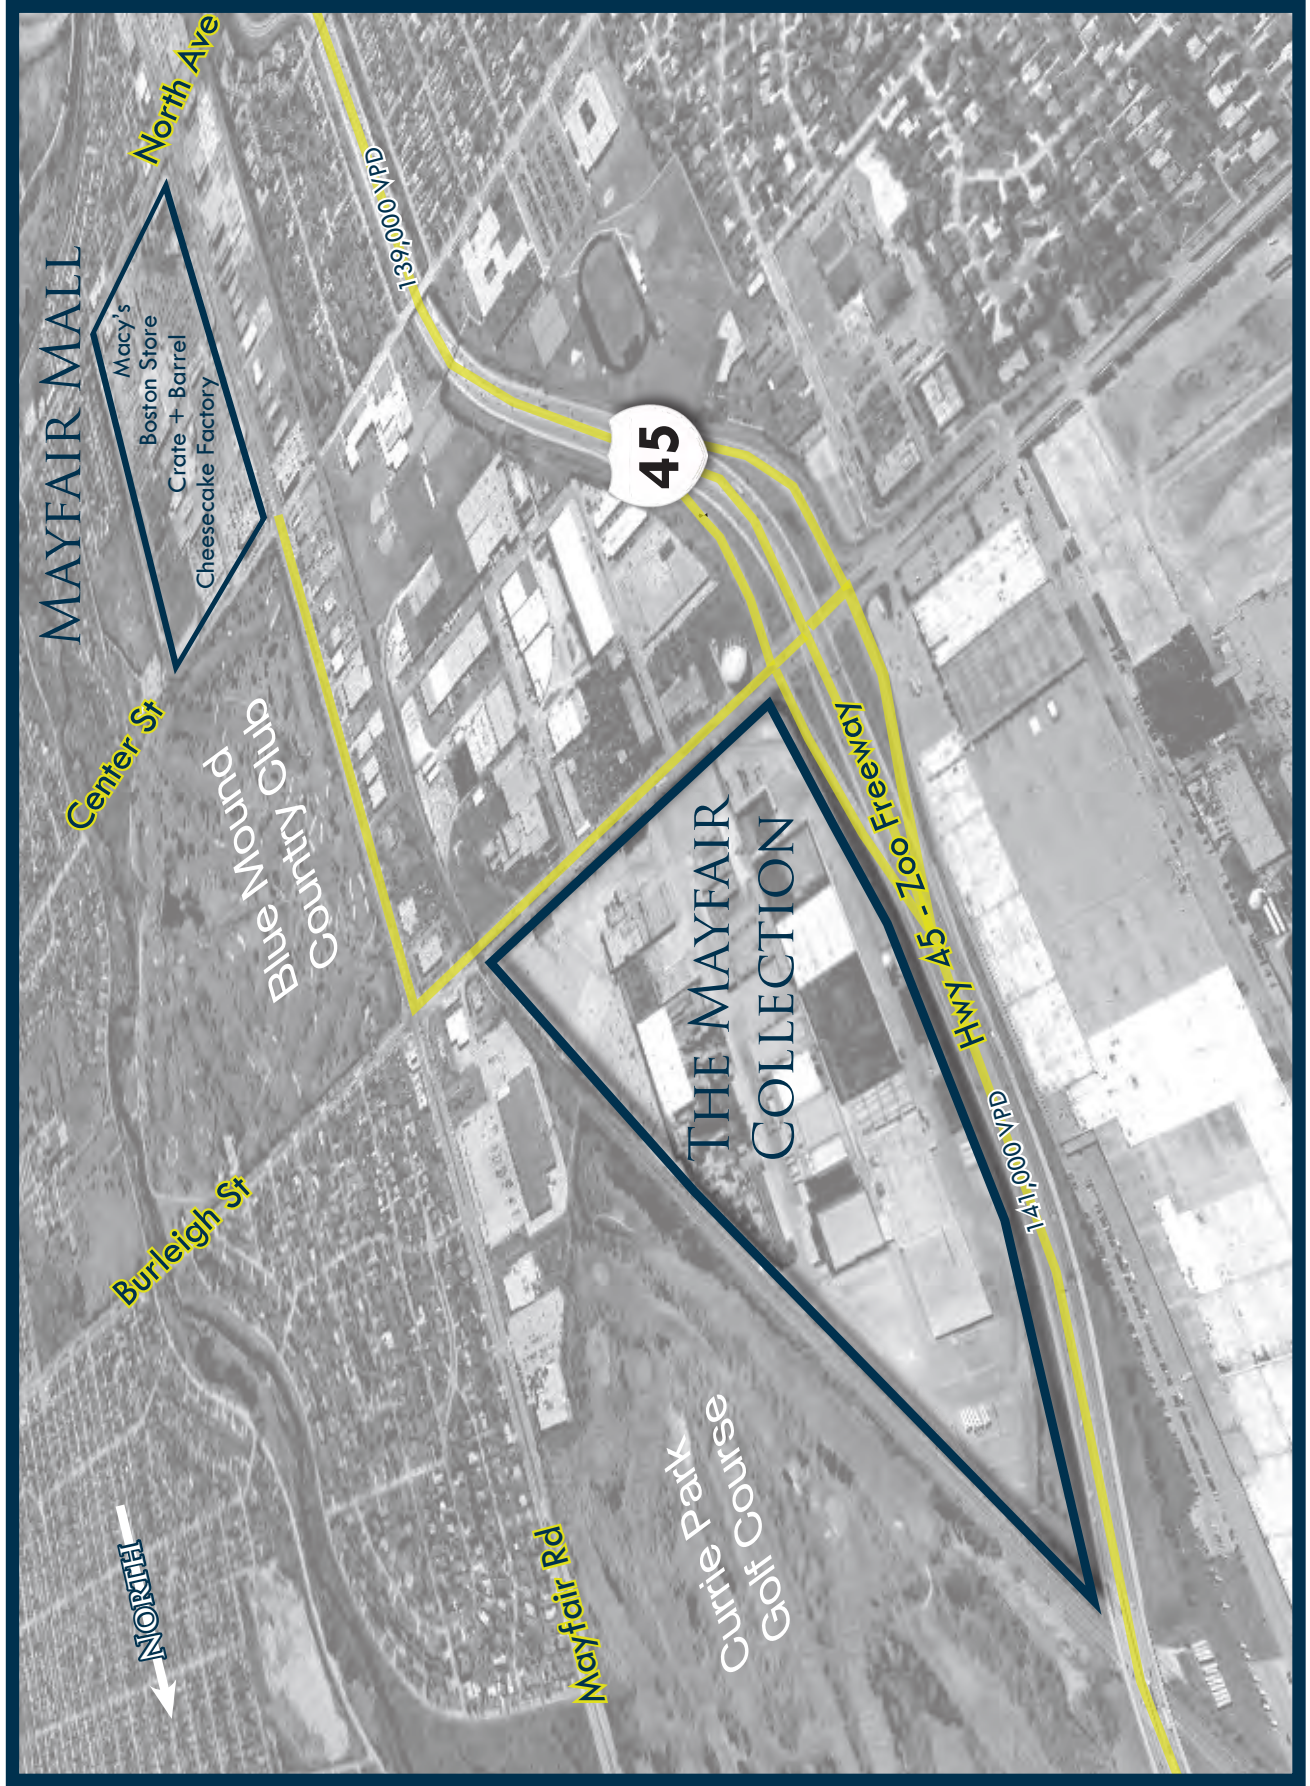 North Ave
139,000 VPD
MAYFAIR MALL
Macy's
Boston Store
Crate + Barrel
Cheesecake Factory
45
Center St
Blue Mound
Country Club
THE MAYFAIR
COLLECTION
Hwy 45 - Zoo Freeway
141,000 VPD
Burleigh St
Currie Park
Golf Course
Mayfair Rd
NORTH